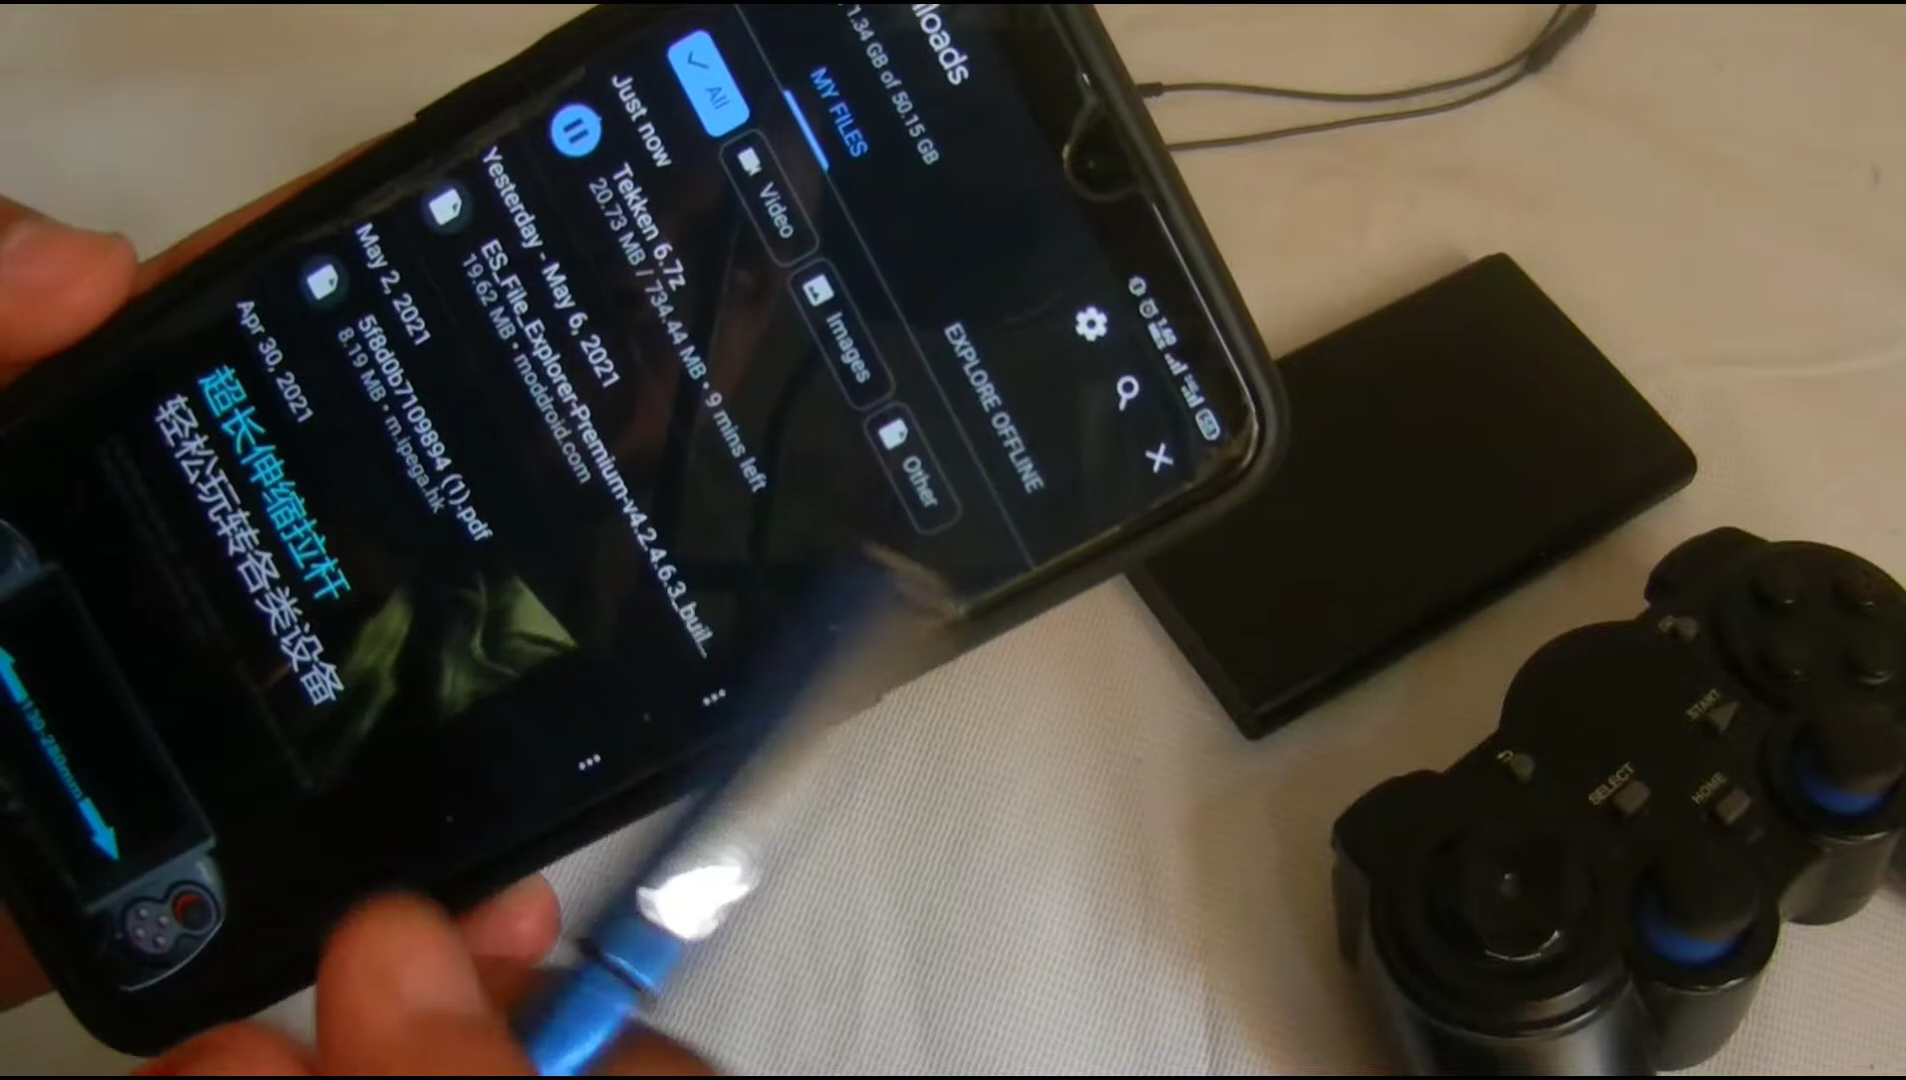 loads
1.34 GB of 50.15 GB
MY FILES
EXPLORE OFFLINE
All
Video
Images
Other
Just now
Tekken 6.7z
20.73 MB / 734.44 MB • 9 mins left
Yesterday - May 6, 2021
ES_File_Explorer-Premium-v4.2.4.6.3_buil...
19.62 MB • moddroid.com
May 2, 2021
5f8d0b7109894 (1).pdf
8.19 MB • m.ipega.hk
Apr 30, 2021
超长伸缩拉杆
轻松玩转各类设备
130-280mm
START
SELECT
HOME